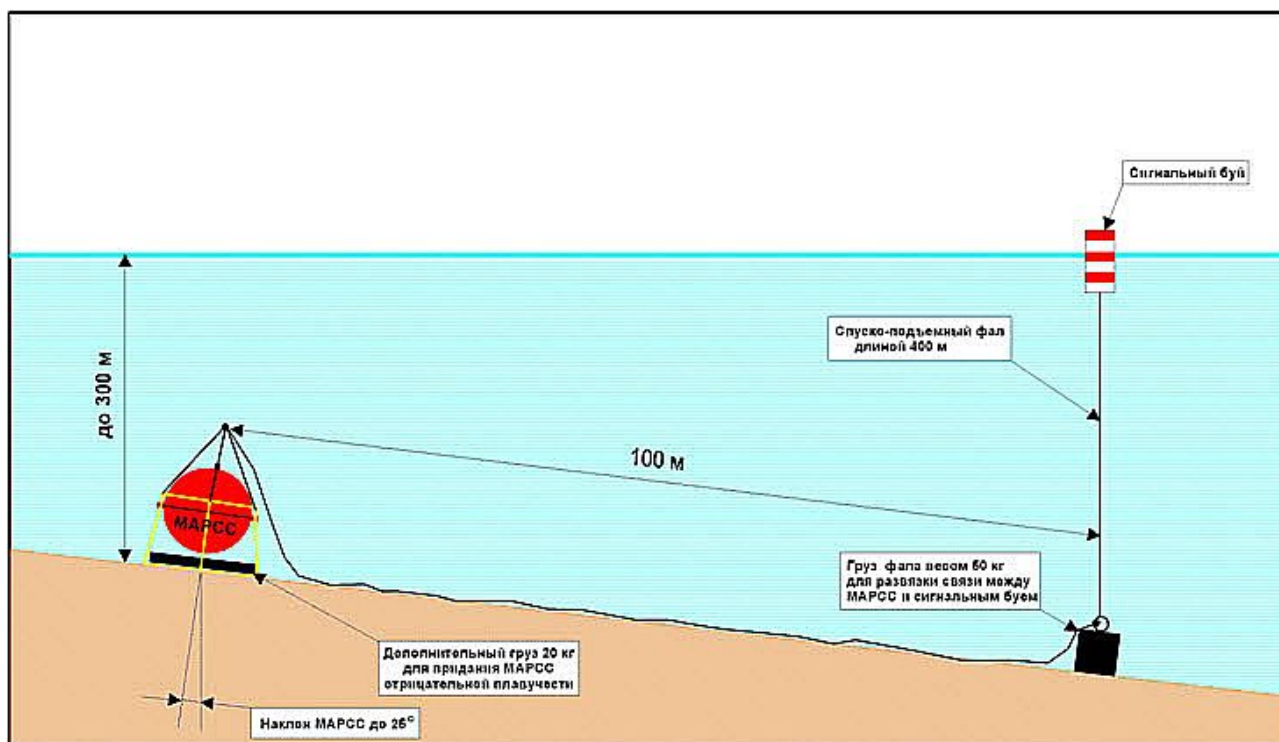 Сигнальный буй
Спуско-подъемный фал
длиной 400 м
до 300 м
100 м
МАРСС
Груз фала весом 60 кг
для развязки связи между
МАРСС и сигнальным буем
Дополнительный груз 20 кг
для придания МАРСС
отрицательной плавучести
Наклон МАРСС до 25°